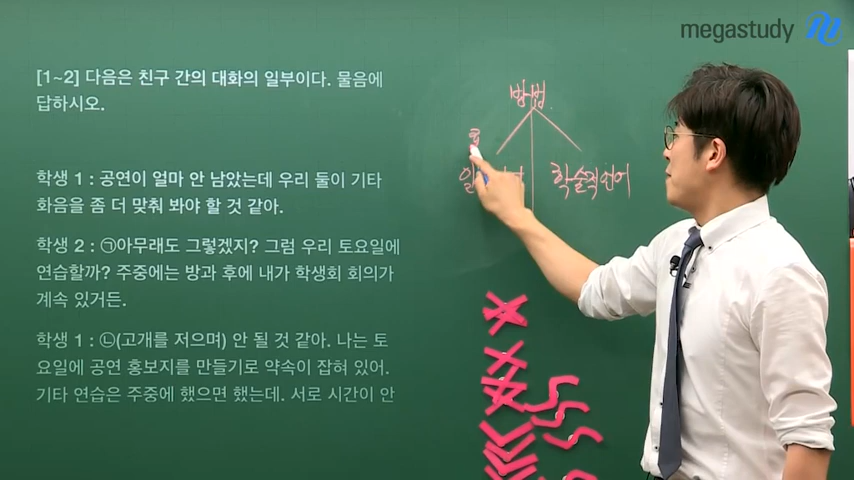 megastudy
[1~2] 다음은 친구 간의 대화의 일부이다. 물음에
답하시오.
학생 1 : 공연이 얼마 안 남았는데 우리 둘이 기타
화음을 좀 더 맞춰 봐야 할 것 같아.
학생 2 : ㉠아무래도 그렇겠지? 그럼 우리 토요일에
연습할까? 주중에는 방과 후에 내가 학생회 회의가
계속 있거든.
학생 1 : ㉡(고개를 저으며) 안 될 것 같아. 나는 토
요일에 공연 홍보지를 만들기로 약속이 잡혀 있어.
기타 연습은 주중에 했으면 했는데. 서로 시간이 안
방법
학술적 언어